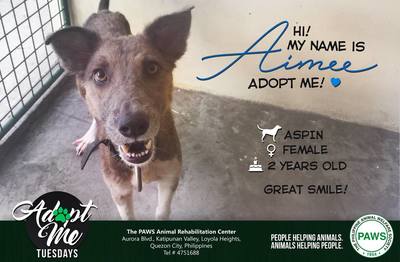 HI!
MY NAME IS
Aimee
ADOPT ME!
ASPIN
FEMALE
2 YEARS OLD
GREAT SMILE!
Adopt
Me
TUESDAYS
The PAWS Animal Rehabilitation Center
Aurora Blvd., Katipunan Valley, Loyola Heights,
Quezon City, Philippines
Tel # 4751688
PEOPLE HELPING ANIMALS.
ANIMALS HELPING PEOPLE.
PAWS